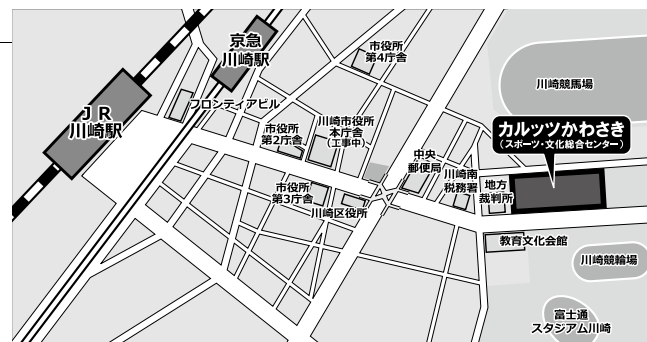 京急
川崎駅
市役所
第4庁舎
川崎競馬場
JR
川崎駅
フロンティアビル
市役所
第2庁舎
川崎市役所
本庁舎
（工事中）
カルッツかわさき
（スポーツ・文化総合センター）
中央
郵便局
川崎南
税務署
地方
裁判所
市役所
第3庁舎
川崎区役所
教育文化会館
川崎競輪場
富士通
スタジアム川崎